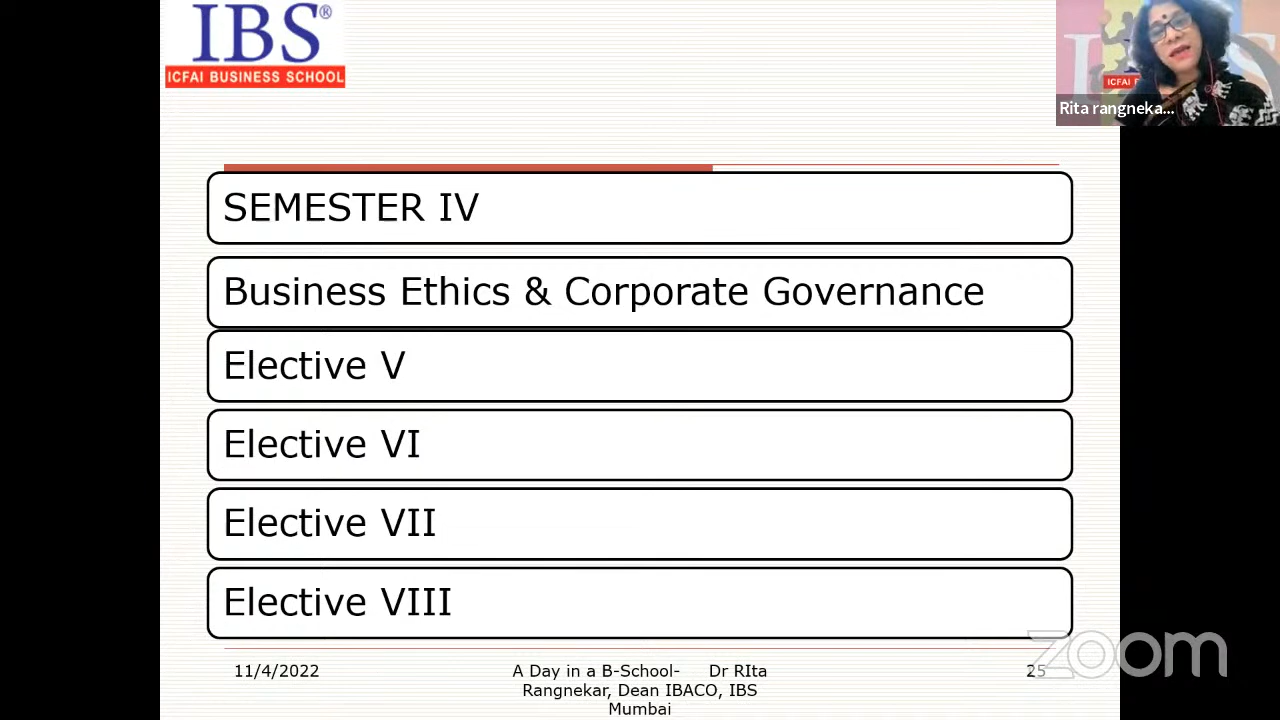 IBS®
ICFAI BUSINESS SCHOOL
ICFAI
Rita rangneka...
SEMESTER IV
Business Ethics & Corporate Governance
Elective V
Elective VI
Elective VII
Elective VIII
11/4/2022
A Day in a B-School- Dr RIta
Rangnekar, Dean IBACO, IBS
Mumbai
25
zoom